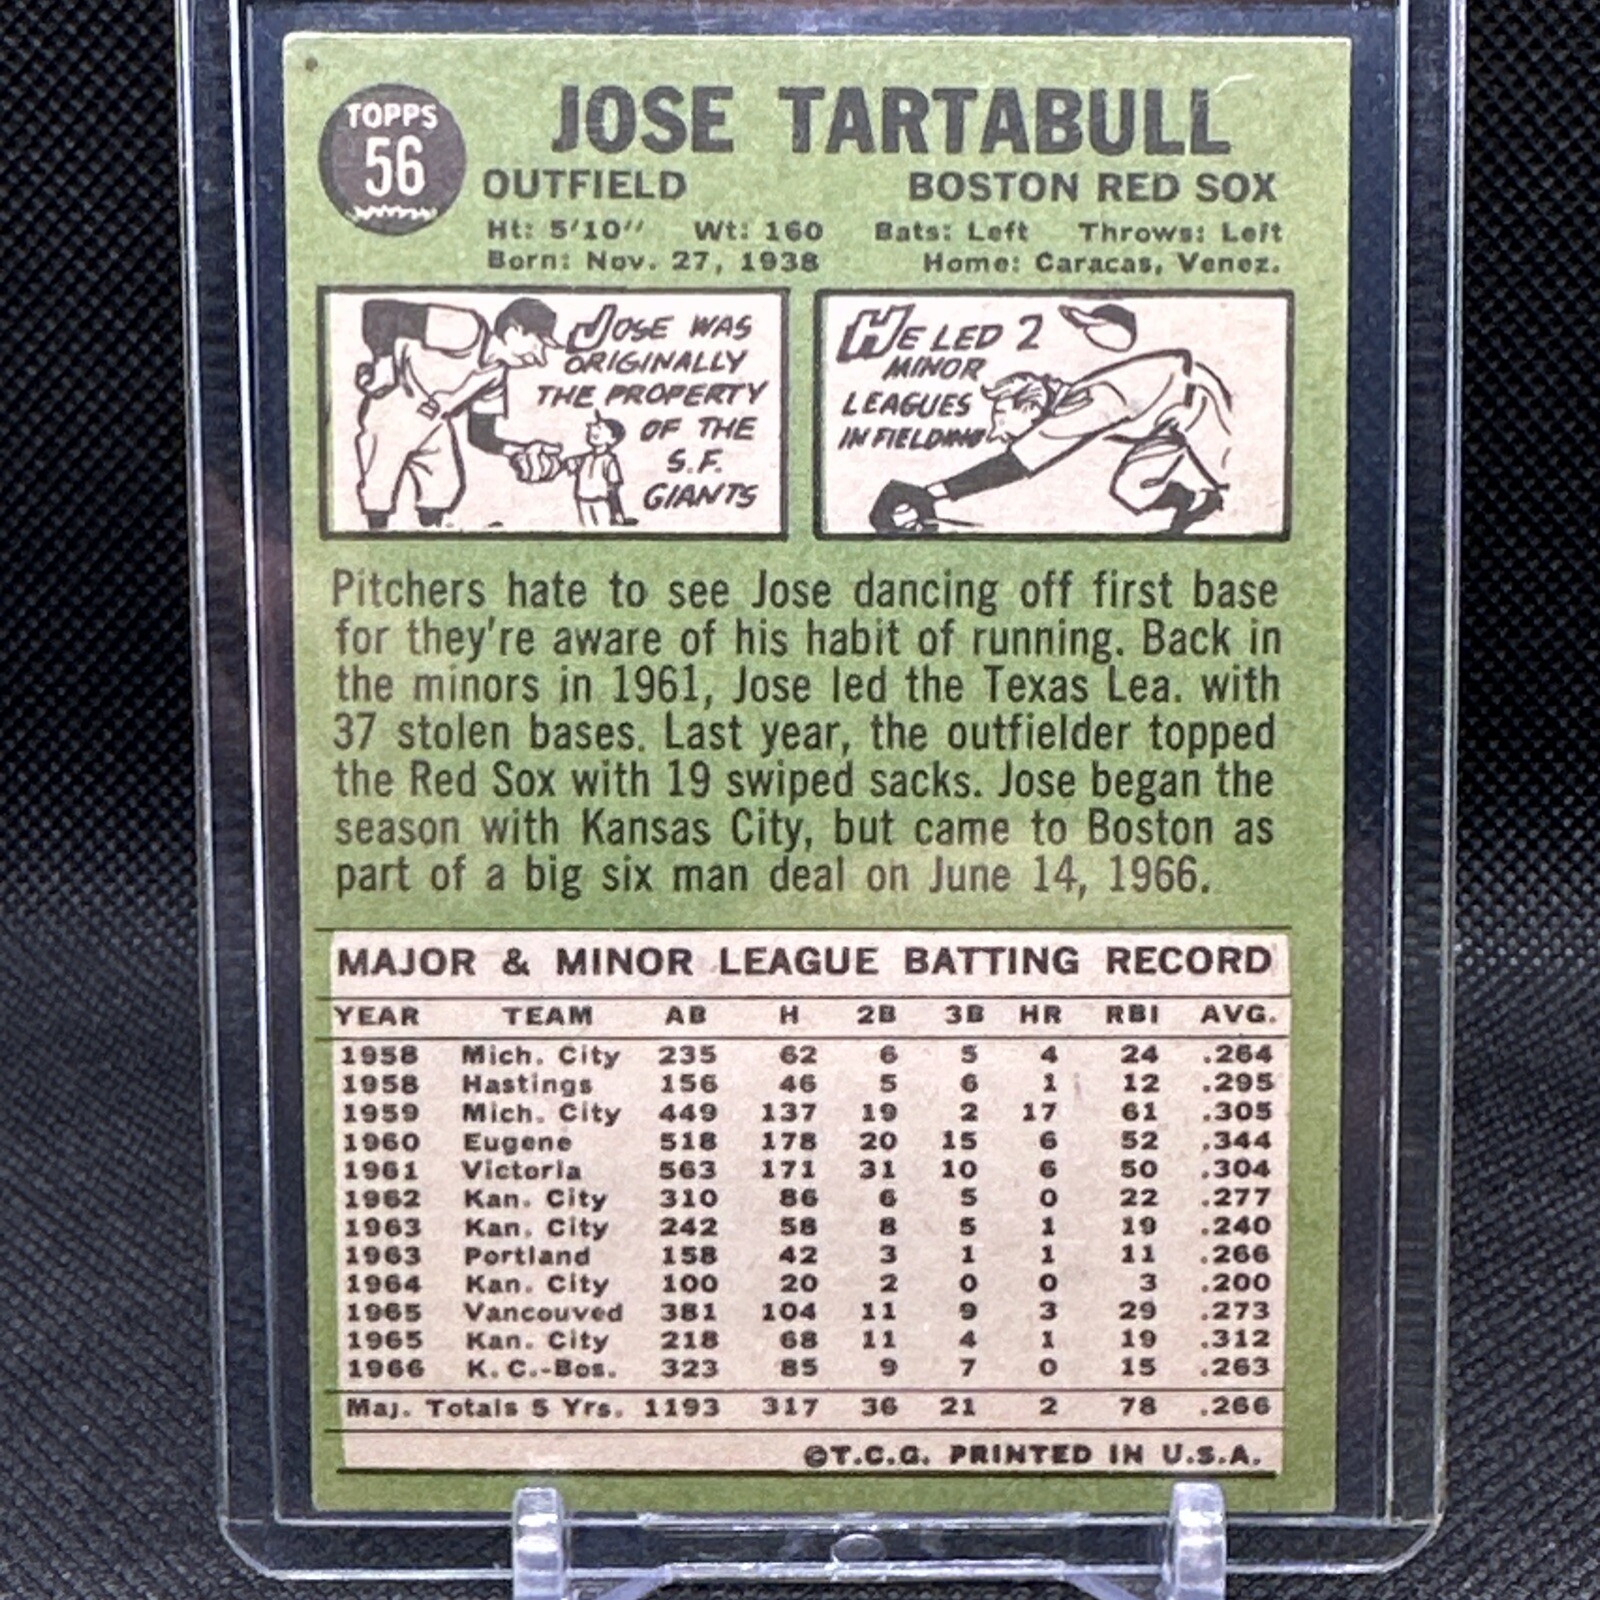 TOPPS
56
JOSE TARTABULL
OUTFIELD BOSTON RED SOX
Ht: 5'10" Wt: 160 Bats: Left Throws: Left
Born: Nov. 27, 1938 Home: Caracas, Venez.
JOSE WAS
ORIGINALLY
THE PROPERTY
OF THE
S.F.
GIANTS
HE LED 2
MINOR
LEAGUES
IN FIELDING
Pitchers hate to see Jose dancing off first base
for they're aware of his habit of running. Back in
the minors in 1961, Jose led the Texas Lea. with
37 stolen bases. Last year, the outfielder topped
the Red Sox with 19 swiped sacks. Jose began the
season with Kansas City, but came to Boston as
part of a big six man deal on June 14, 1966.
MAJOR & MINOR LEAGUE BATTING RECORD
YEAR TEAM AB H 2B 3B HR RBI AVG.
1958 Mich. City 235 62 6 5 4 24 .264
1958 Hastings 156 46 5 6 1 12 .295
1959 Mich. City 449 137 19 2 17 61 .305
1960 Eugene 518 178 20 15 6 52 .344
1961 Victoria 563 171 31 10 6 50 .304
1962 Kan. City 310 86 6 5 0 22 .277
1963 Kan. City 242 58 8 5 1 19 .240
1963 Portland 158 42 3 1 1 11 .266
1964 Kan. City 100 20 2 0 0 3 .200
1965 Vancouved 381 104 11 9 3 29 .273
1965 Kan. City 218 68 11 4 1 19 .312
1966 K.C.-Bos. 323 85 9 7 0 15 .263
Maj. Totals 5 Yrs. 1193 317 36 21 2 78 .266
©T.C.G. PRINTED IN U.S.A.